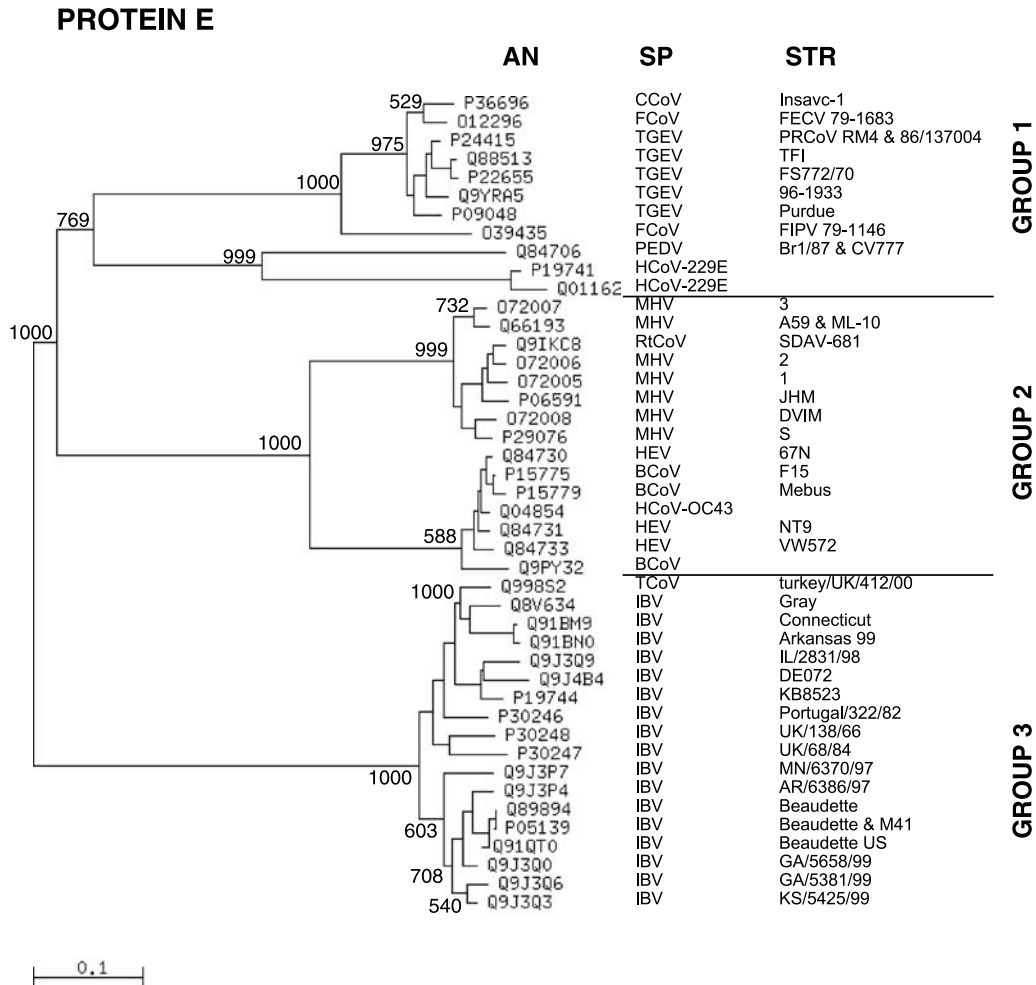 PROTEIN E
AN SP STR
P36696 CCoV Insavc-1
O12296 FCoV FECV 79-1683
P24415 TGEV PRCoV RM4 & 86/137004
Q88513 TGEV TFI
P22655 TGEV FS772/70
Q9YRA5 TGEV 96-1933
P09048 TGEV Purdue
O39435 FCoV FIPV 79-1146
Q84706 PEDV Br1/87 & CV777
P19741 HCoV-229E
Q01162 HCoV-229E
O72007 MHV 3
Q66193 MHV A59 & ML-10
Q9IKC8 RtCoV SDAV-681
O72006 MHV 2
O72005 MHV 1
P06591 MHV JHM
O72008 MHV DVIM
P29076 MHV S
Q84730 HEV 67N
P15775 BCoV F15
P15779 BCoV Mebus
Q04854 HCoV-OC43
Q84731 HEV NT9
Q84733 HEV VW572
Q9PY32 BCoV
Q998S2 TCoV turkey/UK/412/00
Q8V634 IBV Gray
Q91BM9 IBV Connecticut
Q91BN0 IBV Arkansas 99
Q9J3Q9 IBV IL/2831/98
Q9J4B4 IBV DE072
P19744 IBV KB8523
P30246 IBV Portugal/322/82
P30248 IBV UK/138/66
P30247 IBV UK/68/84
Q9J3P7 IBV MN/6370/97
Q9J3P4 IBV AR/6386/97
Q89894 IBV Beaudette
P05139 IBV Beaudette & M41
Q91QT0 IBV Beaudette US
Q9J3Q0 IBV GA/5658/99
Q9J3Q6 IBV GA/5381/99
Q9J3Q3 IBV KS/5425/99
529
975
1000
769
999
1000
732
999
1000
588
1000
1000
603
708
540
GROUP 1
GROUP 2
GROUP 3
0.1